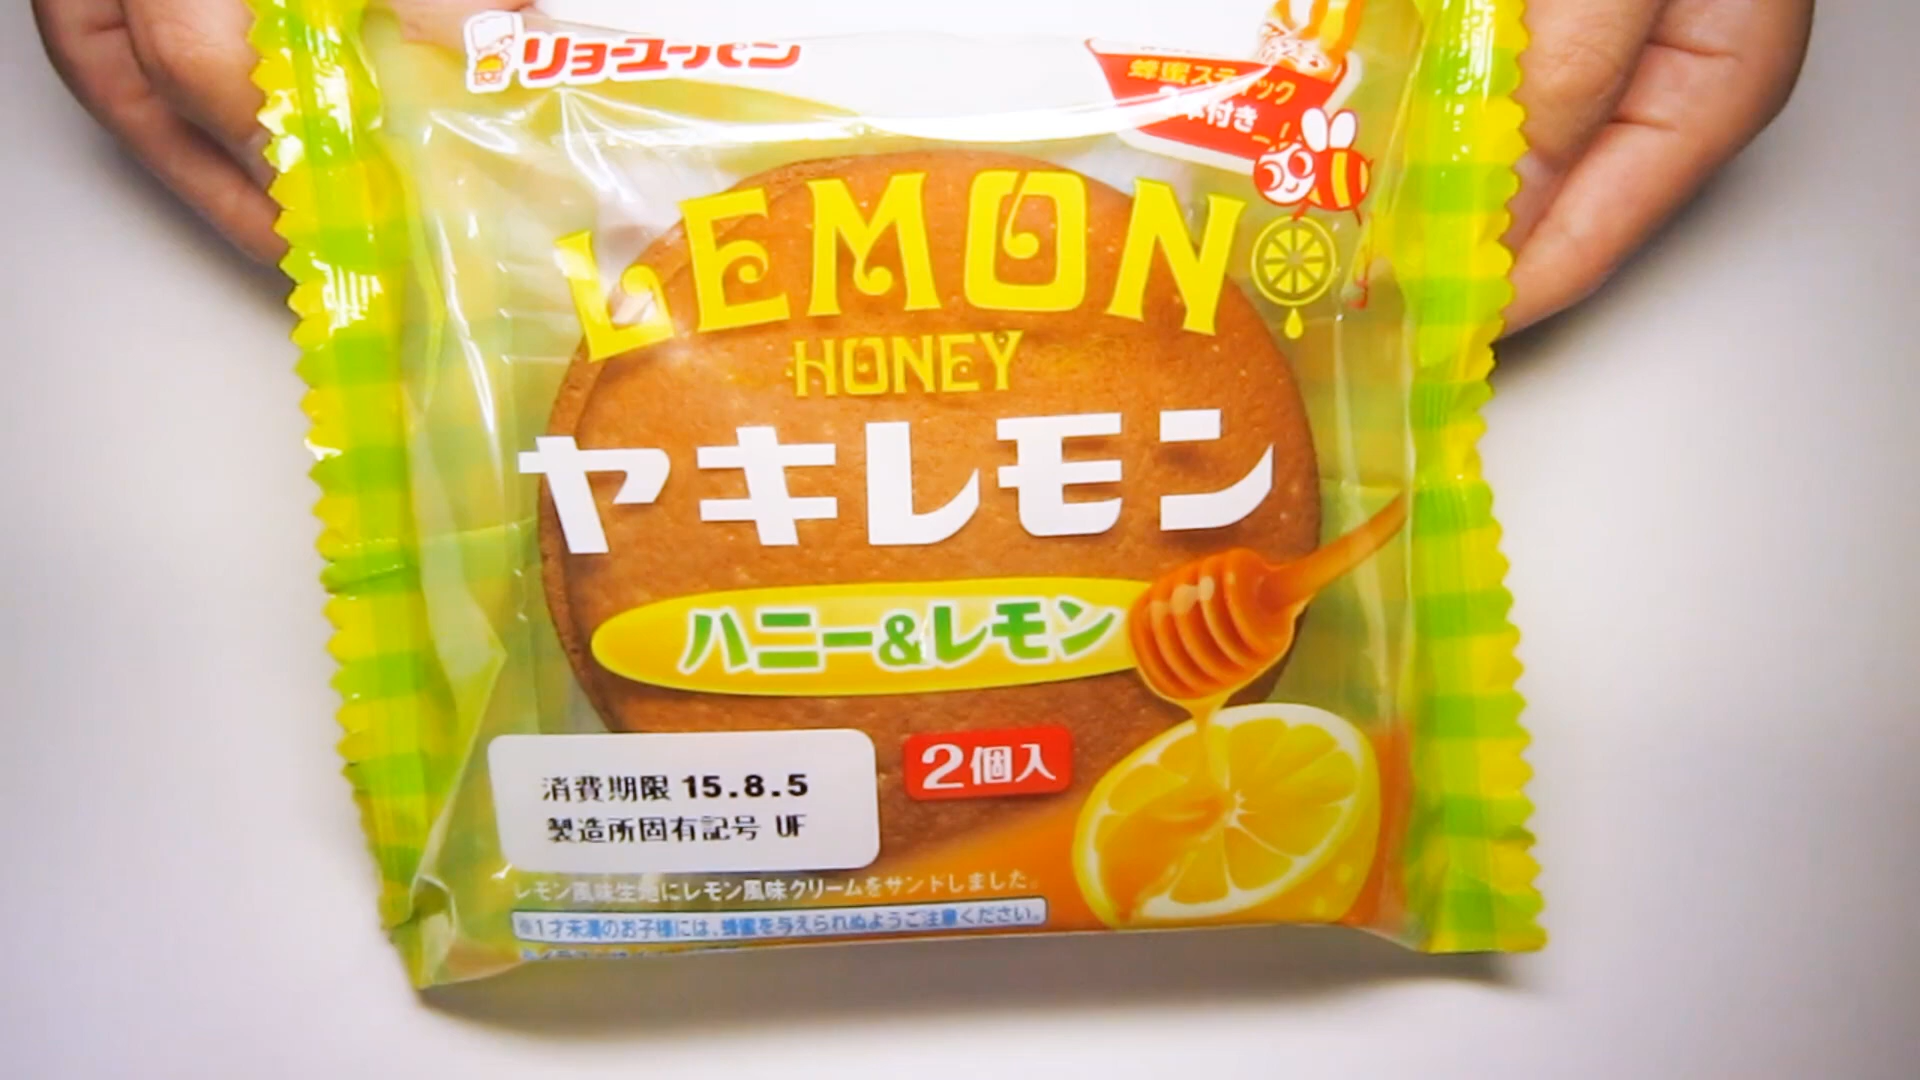 リョーユーパン
蜂蜜スティック
付き
LEMON
HONEY
ヤキレモン
ハニー&レモン
2個入
消費期限 15.8.5
製造所固有記号 UF
レモン風味生地にレモン風味クリームをサンドしました。
※1才未満のお子様には、蜂蜜を与えられぬようご注意ください。